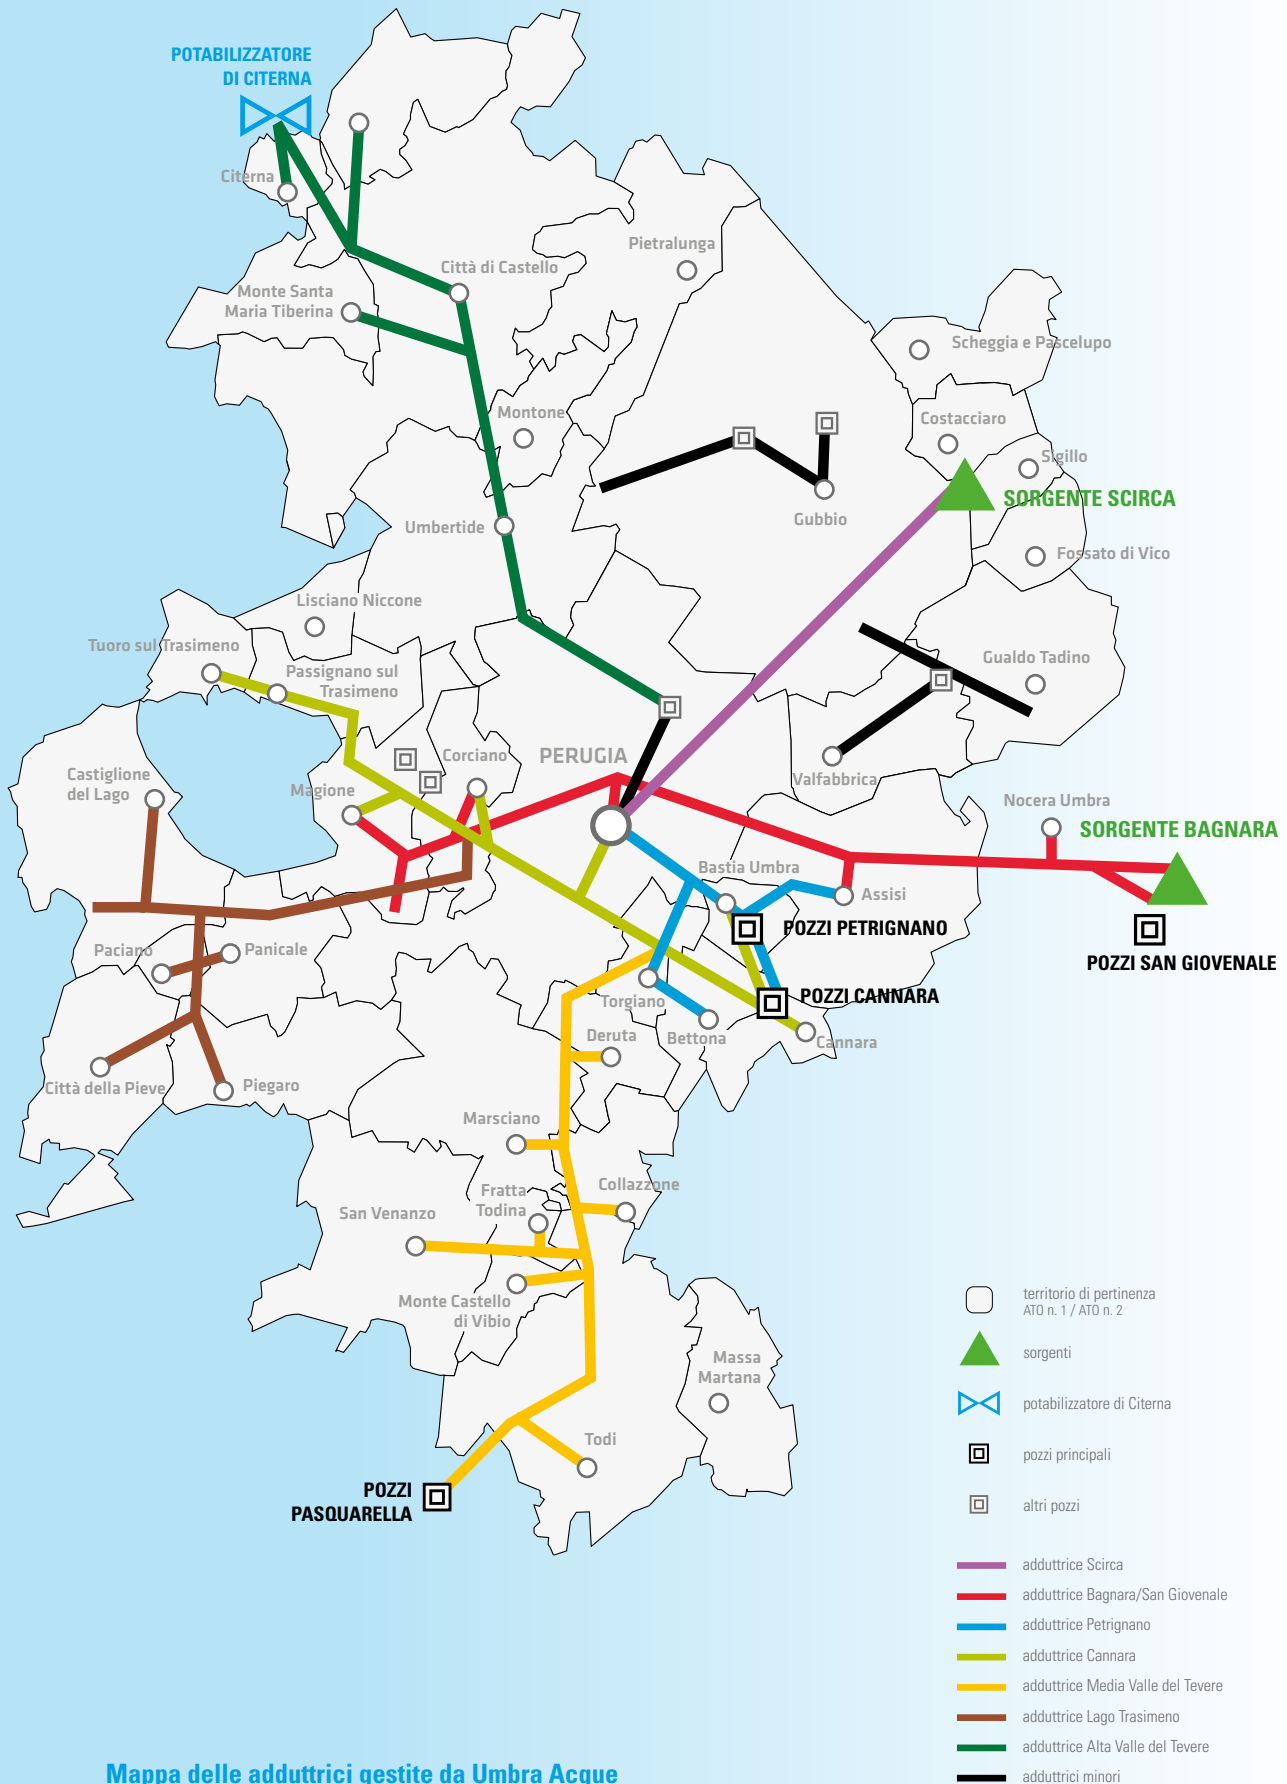 POTABILIZZATORE
DI CITERNA
Citerna
Pietralunga
Città di Castello
Monte Santa
Maria Tiberina
Scheggia e Pascelupo
Montone
Costacciaro
Sigillo
SORGENTE SCIRCA
Gubbio
Umbertide
Fossato di Vico
Lisciano Niccone
Tuoro sul Trasimeno
Passignano sul
Trasimeno
Gualdo Tadino
PERUGIA
Corciano
Valfabbrica
Castiglione
del Lago
Magione
Nocera Umbra
SORGENTE BAGNARA
Bastia Umbra
Assisi
POZZI PETRIGNANO
Paciano
Panicale
POZZI SAN GIOVENALE
Torgiano
POZZI CANNARA
Deruta
Bettona
Cannara
Città della Pieve
Piegaro
Marsciano
Collazzone
Fratta
Todina
San Venanzo
Monte Castello
di Vibio
Massa
Martana
Todi
POZZI
PASQUARELLA
territorio di pertinenza
ATO n. 1 / ATO n. 2
sorgenti
potabilizzatore di Citerna
pozzi principali
altri pozzi
adduttrice Scirca
adduttrice Bagnara/San Giovenale
adduttrice Petrignano
adduttrice Cannara
adduttrice Media Valle del Tevere
adduttrice Lago Trasimeno
adduttrice Alta Valle del Tevere
adduttrici minori
Mappa delle adduttrici gestite da Umbra Acque